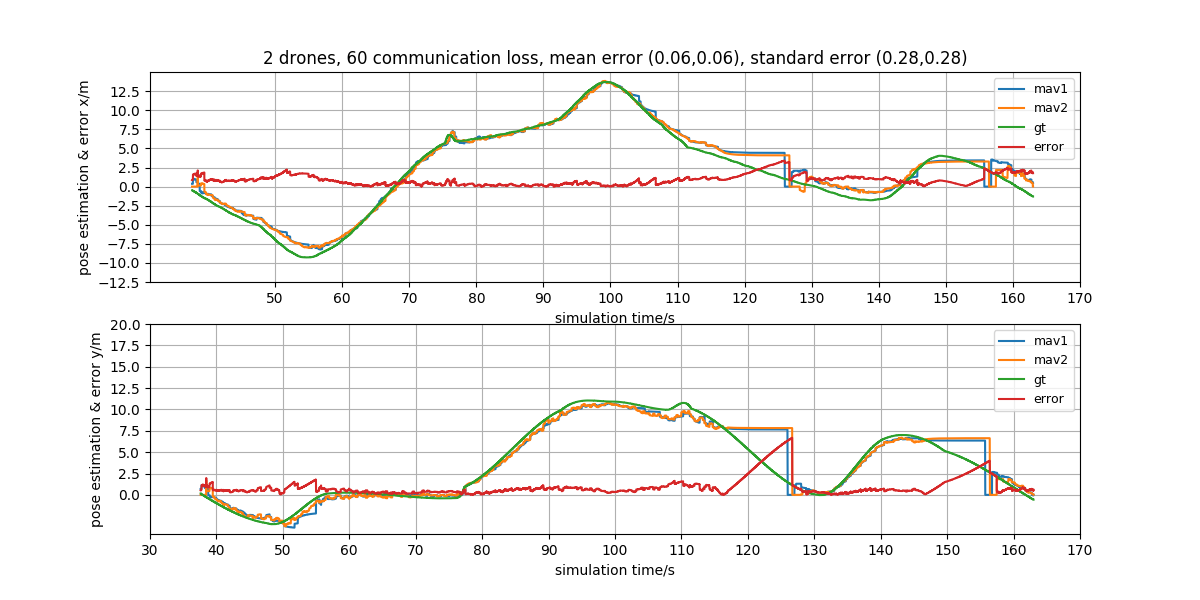 2 drones, 60 communication loss, mean error (0.06,0.06), standard error (0.28,0.28)
pose estimation & error x/m
12.5
10.0
7.5
5.0
2.5
0.0
−2.5
−5.0
−7.5
−10.0
−12.5
mav1
mav2
gt
error
50 60 70 80 90 100 110 120 130 140 150 160 170
simulation time/s
pose estimation & error y/m
20.0
17.5
15.0
12.5
10.0
7.5
5.0
2.5
0.0
mav1
mav2
gt
error
30 40 50 60 70 80 90 100 110 120 130 140 150 160 170
simulation time/s